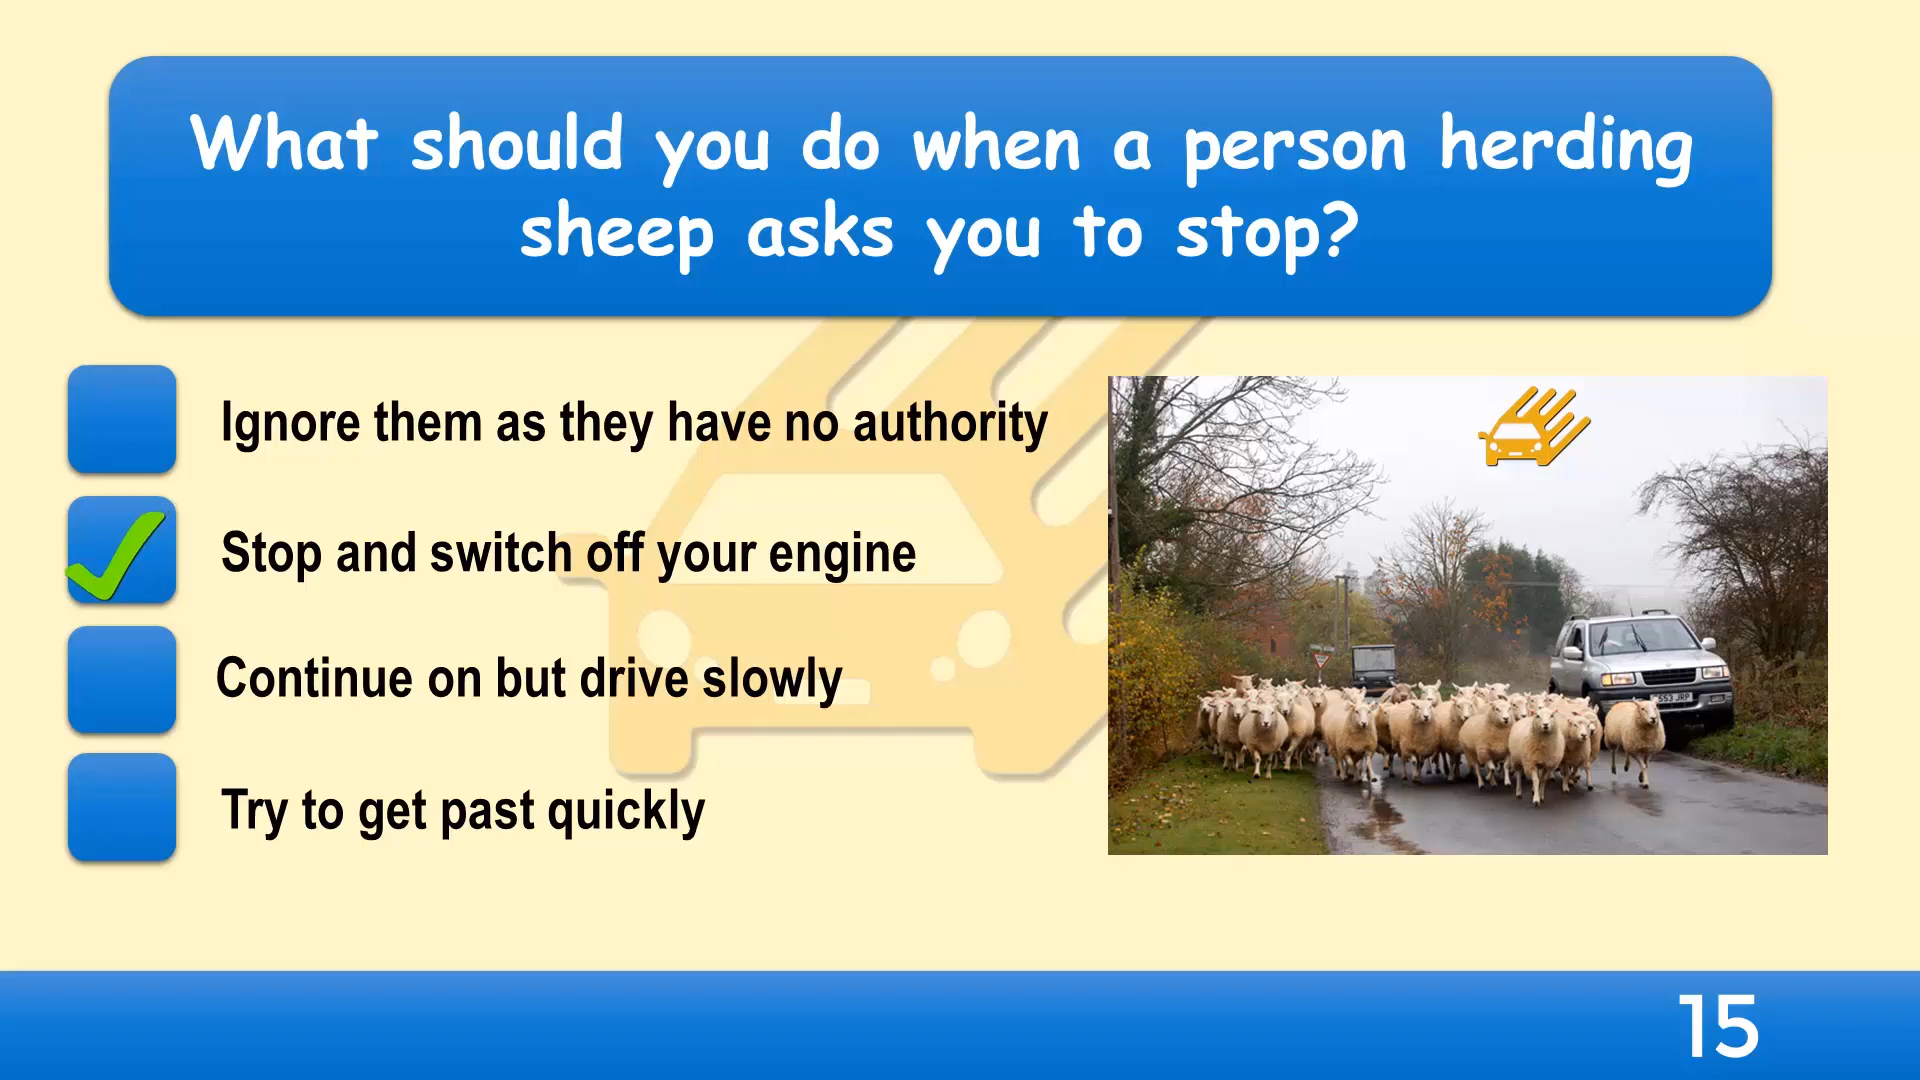 What should you do when a person herding
sheep asks you to stop?
Ignore them as they have no authority
Stop and switch off your engine
Continue on but drive slowly
Try to get past quickly
15